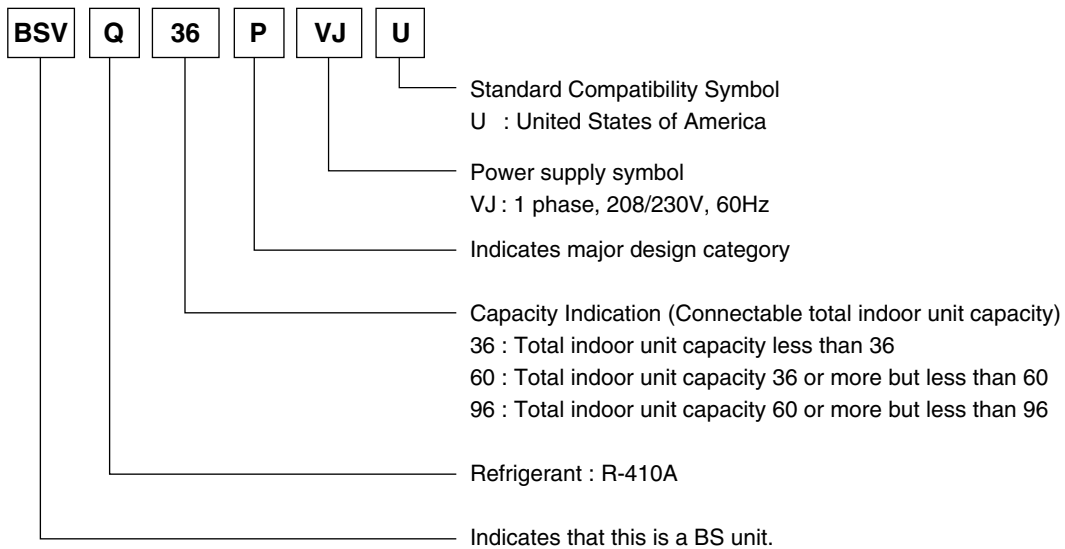 BSV Q 36 P VJ U
Standard Compatibility Symbol
U : United States of America
Power supply symbol
VJ : 1 phase, 208/230V, 60Hz
Indicates major design category
Capacity Indication (Connectable total indoor unit capacity)
36 : Total indoor unit capacity less than 36
60 : Total indoor unit capacity 36 or more but less than 60
96 : Total indoor unit capacity 60 or more but less than 96
Refrigerant : R-410A
Indicates that this is a BS unit.